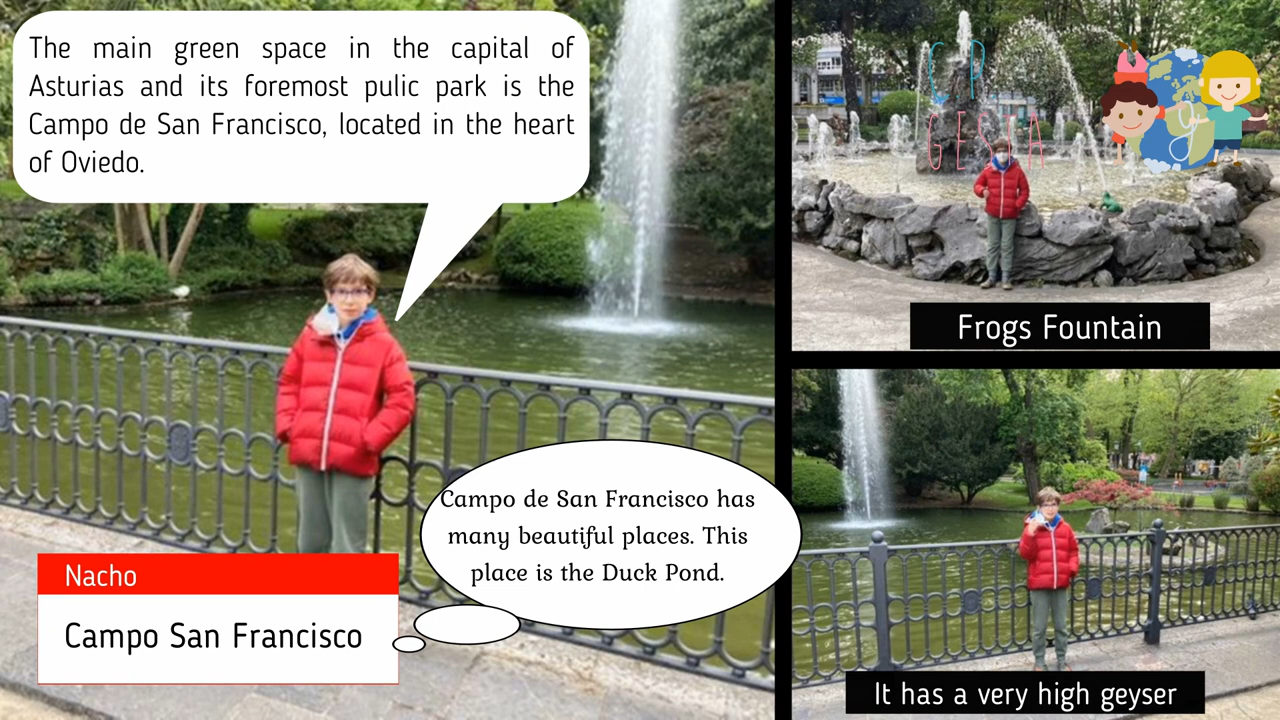 The main green space in the capital of
Asturias and its foremost pulic park is the
Campo de San Francisco, located in the heart
of Oviedo.
CP
GESTA
g
Frogs Fountain
Campo de San Francisco has
many beautiful places. This
place is the Duck Pond.
Nacho
Campo San Francisco
It has a very high geyser